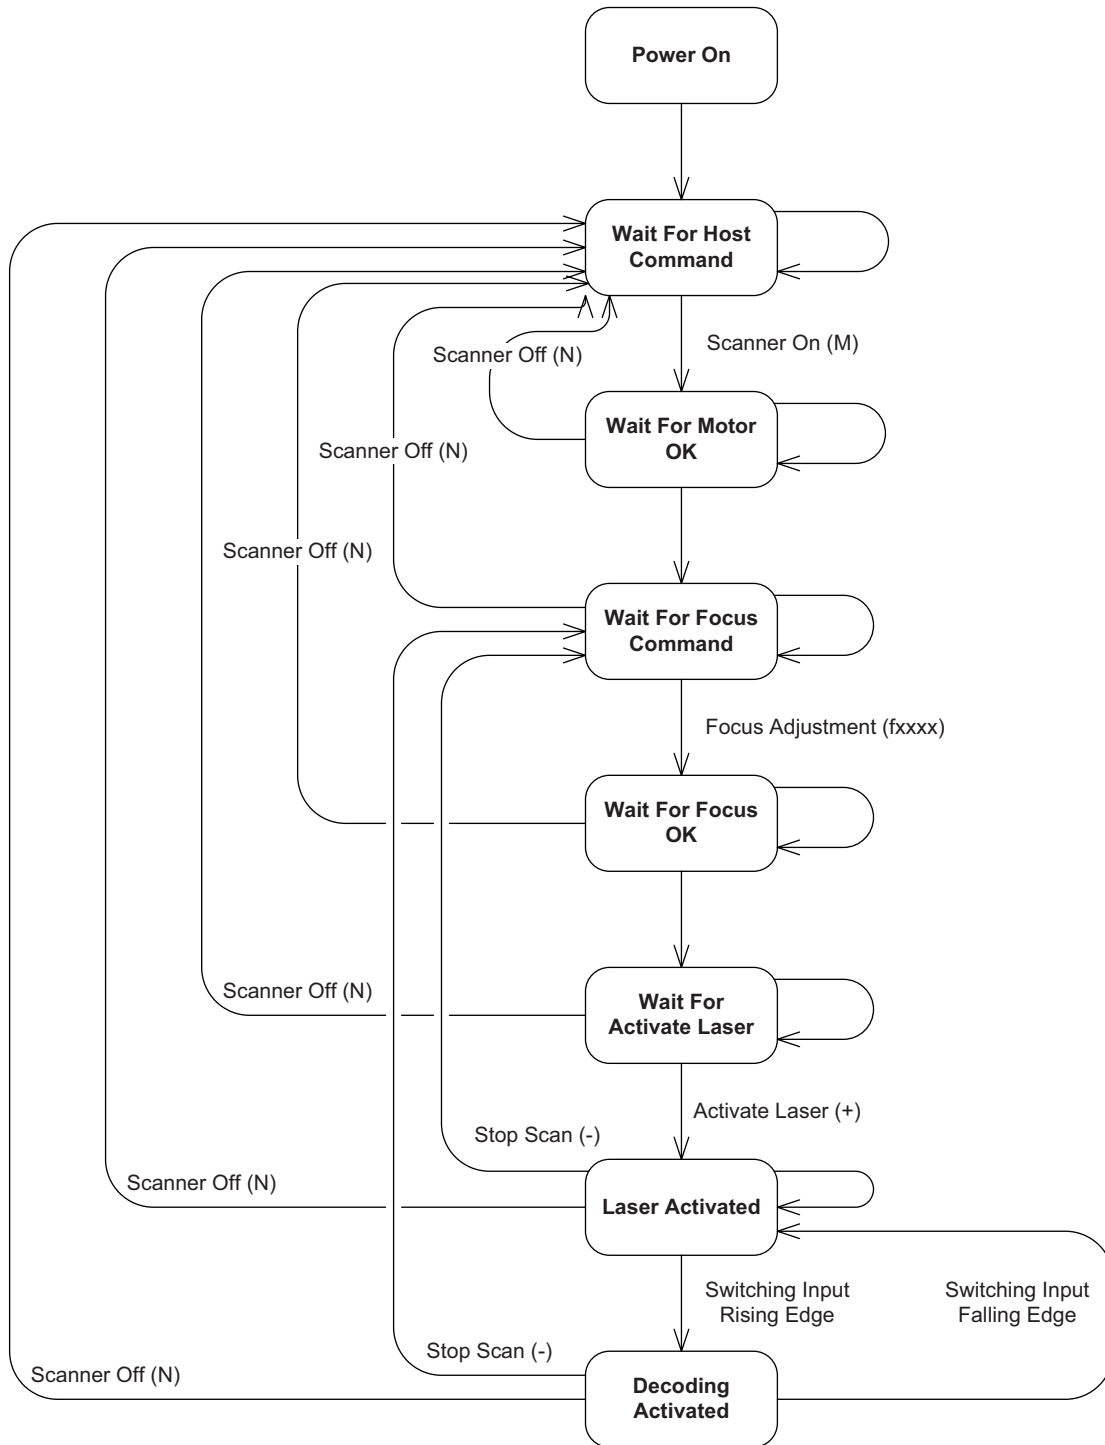 Power On
Wait For Host
Command
Scanner On (M)
Scanner Off (N)
Wait For Motor
OK
Scanner Off (N)
Scanner Off (N)
Wait For Focus
Command
Focus Adjustment (fxxxx)
Wait For Focus
OK
Scanner Off (N)
Wait For
Activate Laser
Activate Laser (+)
Stop Scan (-)
Scanner Off (N)
Laser Activated
Switching Input
Rising Edge
Switching Input
Falling Edge
Stop Scan (-)
Scanner Off (N)
Decoding
Activated